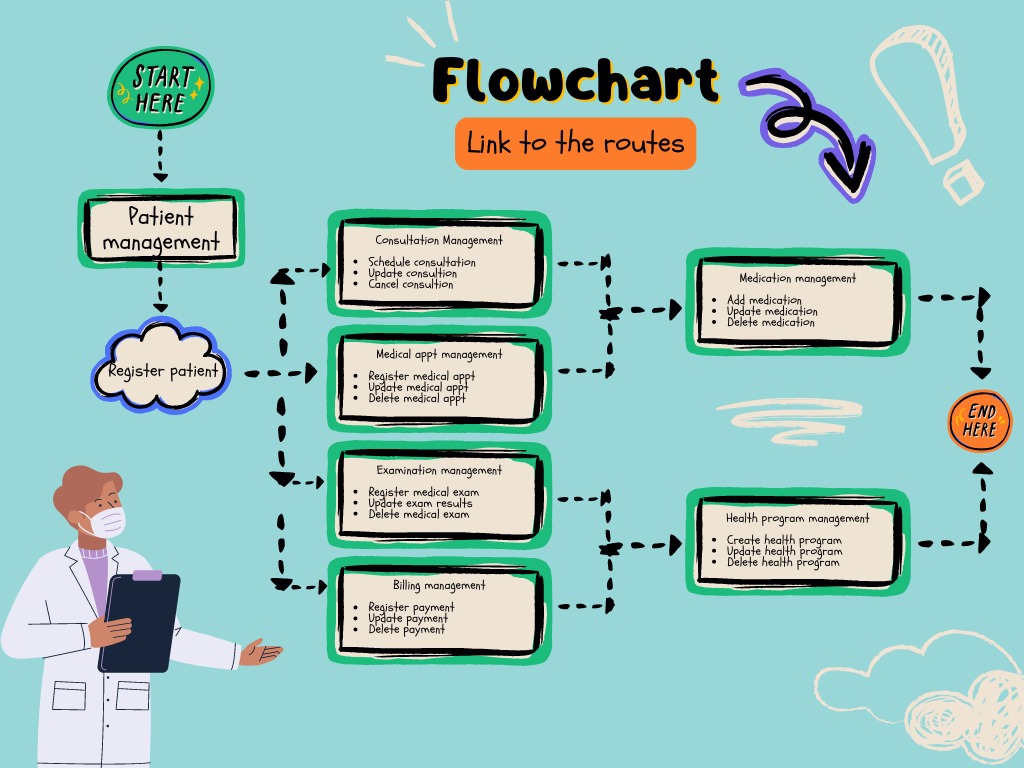 START
HERE
Flowchart
Link to the routes
Patient
management
Register patient
Consultation Management
Schedule consultation
Update consultion
Cancel consultion
Medical appt management
Register medical appt
Update medical appt
Delete medical appt
Examination management
Register medical exam
Update exam results
Delete medical exam
Billing management
Register payment
Update payment
Delete payment
Medication management
Add medication
Update medication
Delete medication
Health program management
Create health program
Update health program
Delete health program
END
HERE